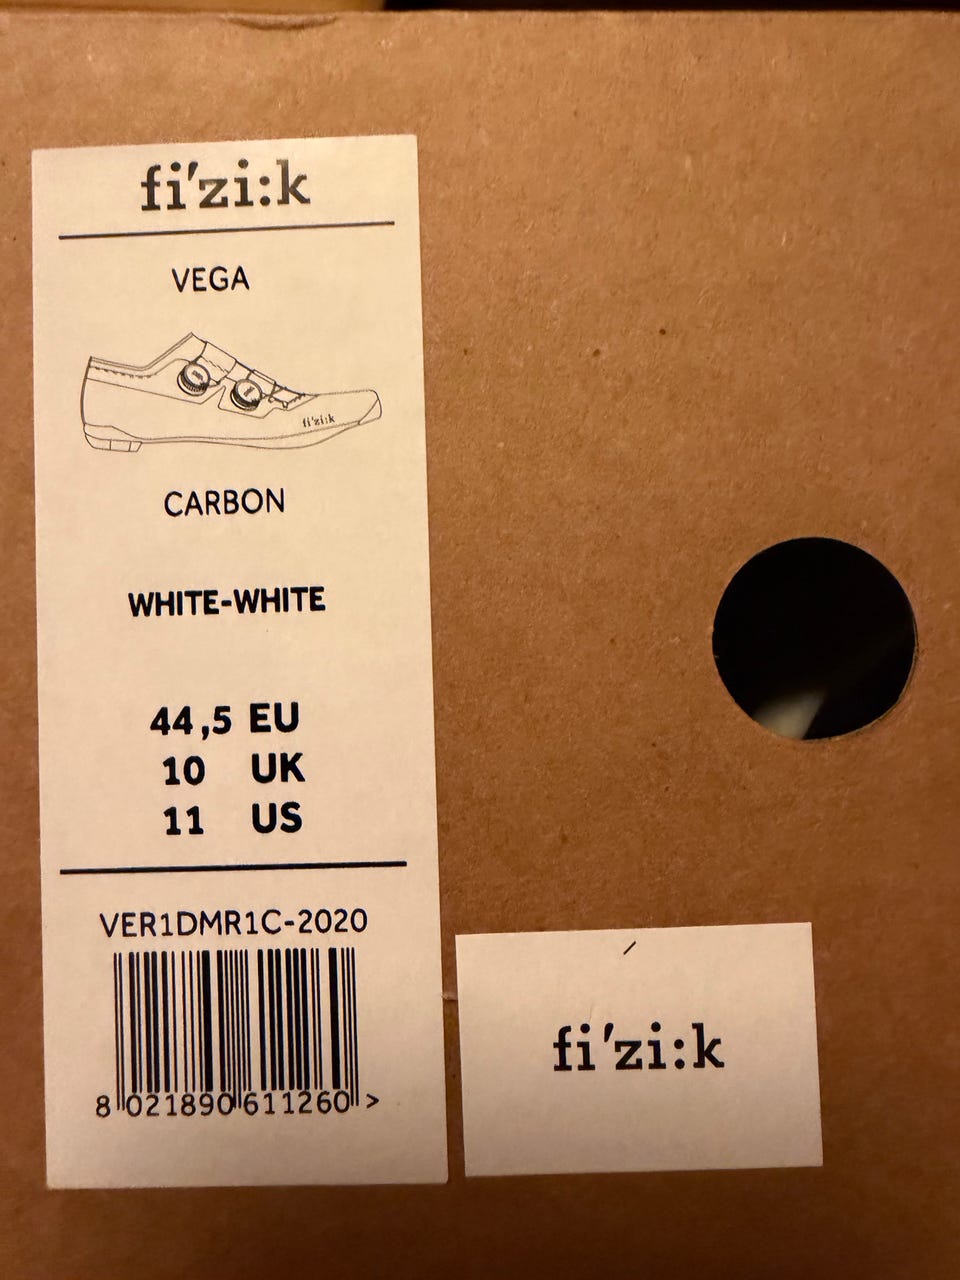 fi'zi:k
VEGA
fi'zi:k
CARBON
WHITE-WHITE
44,5 EU
10 UK
11 US
VER1DMR1C-2020
8 021890 611260 >
fi'zi:k